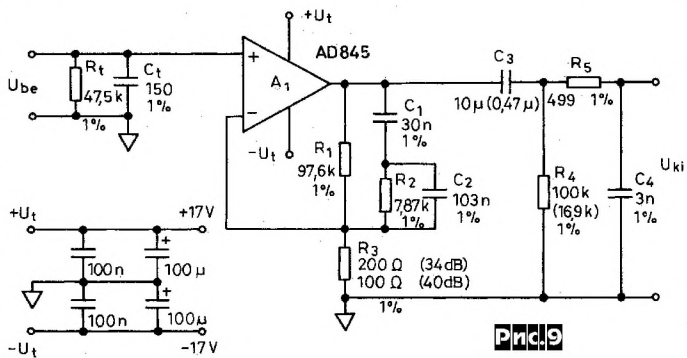 +Ut
AD845
Ube
Rt
47,5k
1%
Ct
150
1%
+
A1
−
-Ut
R1
97,6k
1%
C1
30n
1%
R2
7,87k
1%
C2
103n
1%
C3
10µ(0,47µ)
R5
499
1%
R4
100k
(16,9k)
1%
C4
3n
1%
Uki
R3
200 Ω (34dB)
100 Ω (40dB)
1%
+Ut
+17V
100n
+
100µ
100n
+
100µ
-Ut
-17V
Рис.9